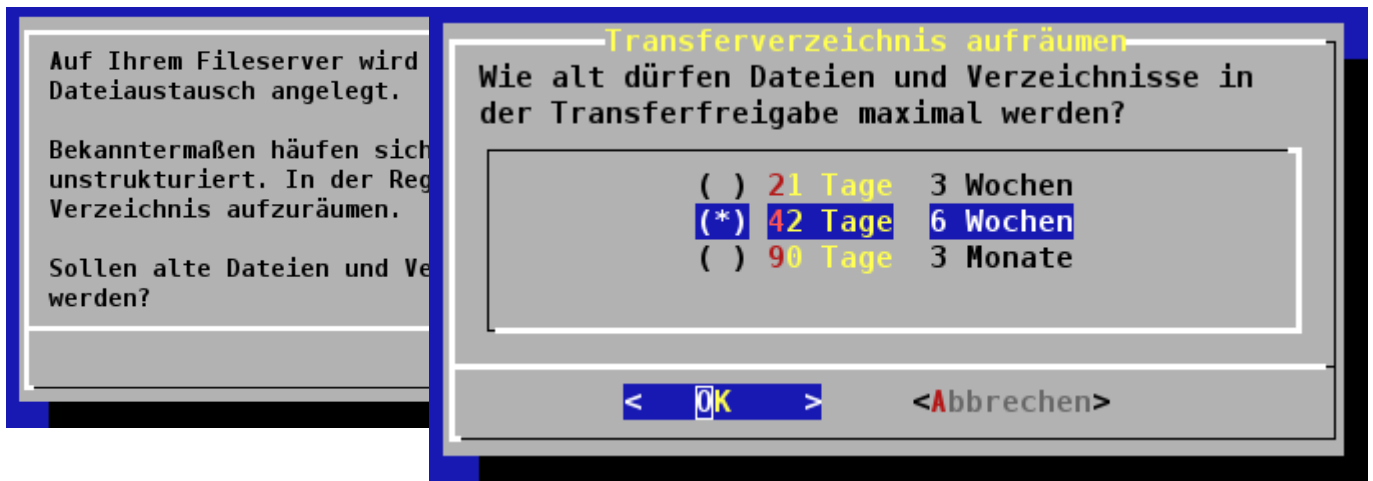 Auf Ihrem Fileserver wird
Dateiaustausch angelegt.
Bekanntermaßen häufen sich
unstrukturiert. In der Reg
Verzeichnis aufzuräumen.
Sollen alte Dateien und Ve
werden?
Transferverzeichnis aufräumen
Wie alt dürfen Dateien und Verzeichnisse in
der Transferfreigabe maximal werden?
( ) 21 Tage 3 Wochen
(*) 42 Tage 6 Wochen
( ) 90 Tage 3 Monate
< OK > <Abbrechen>